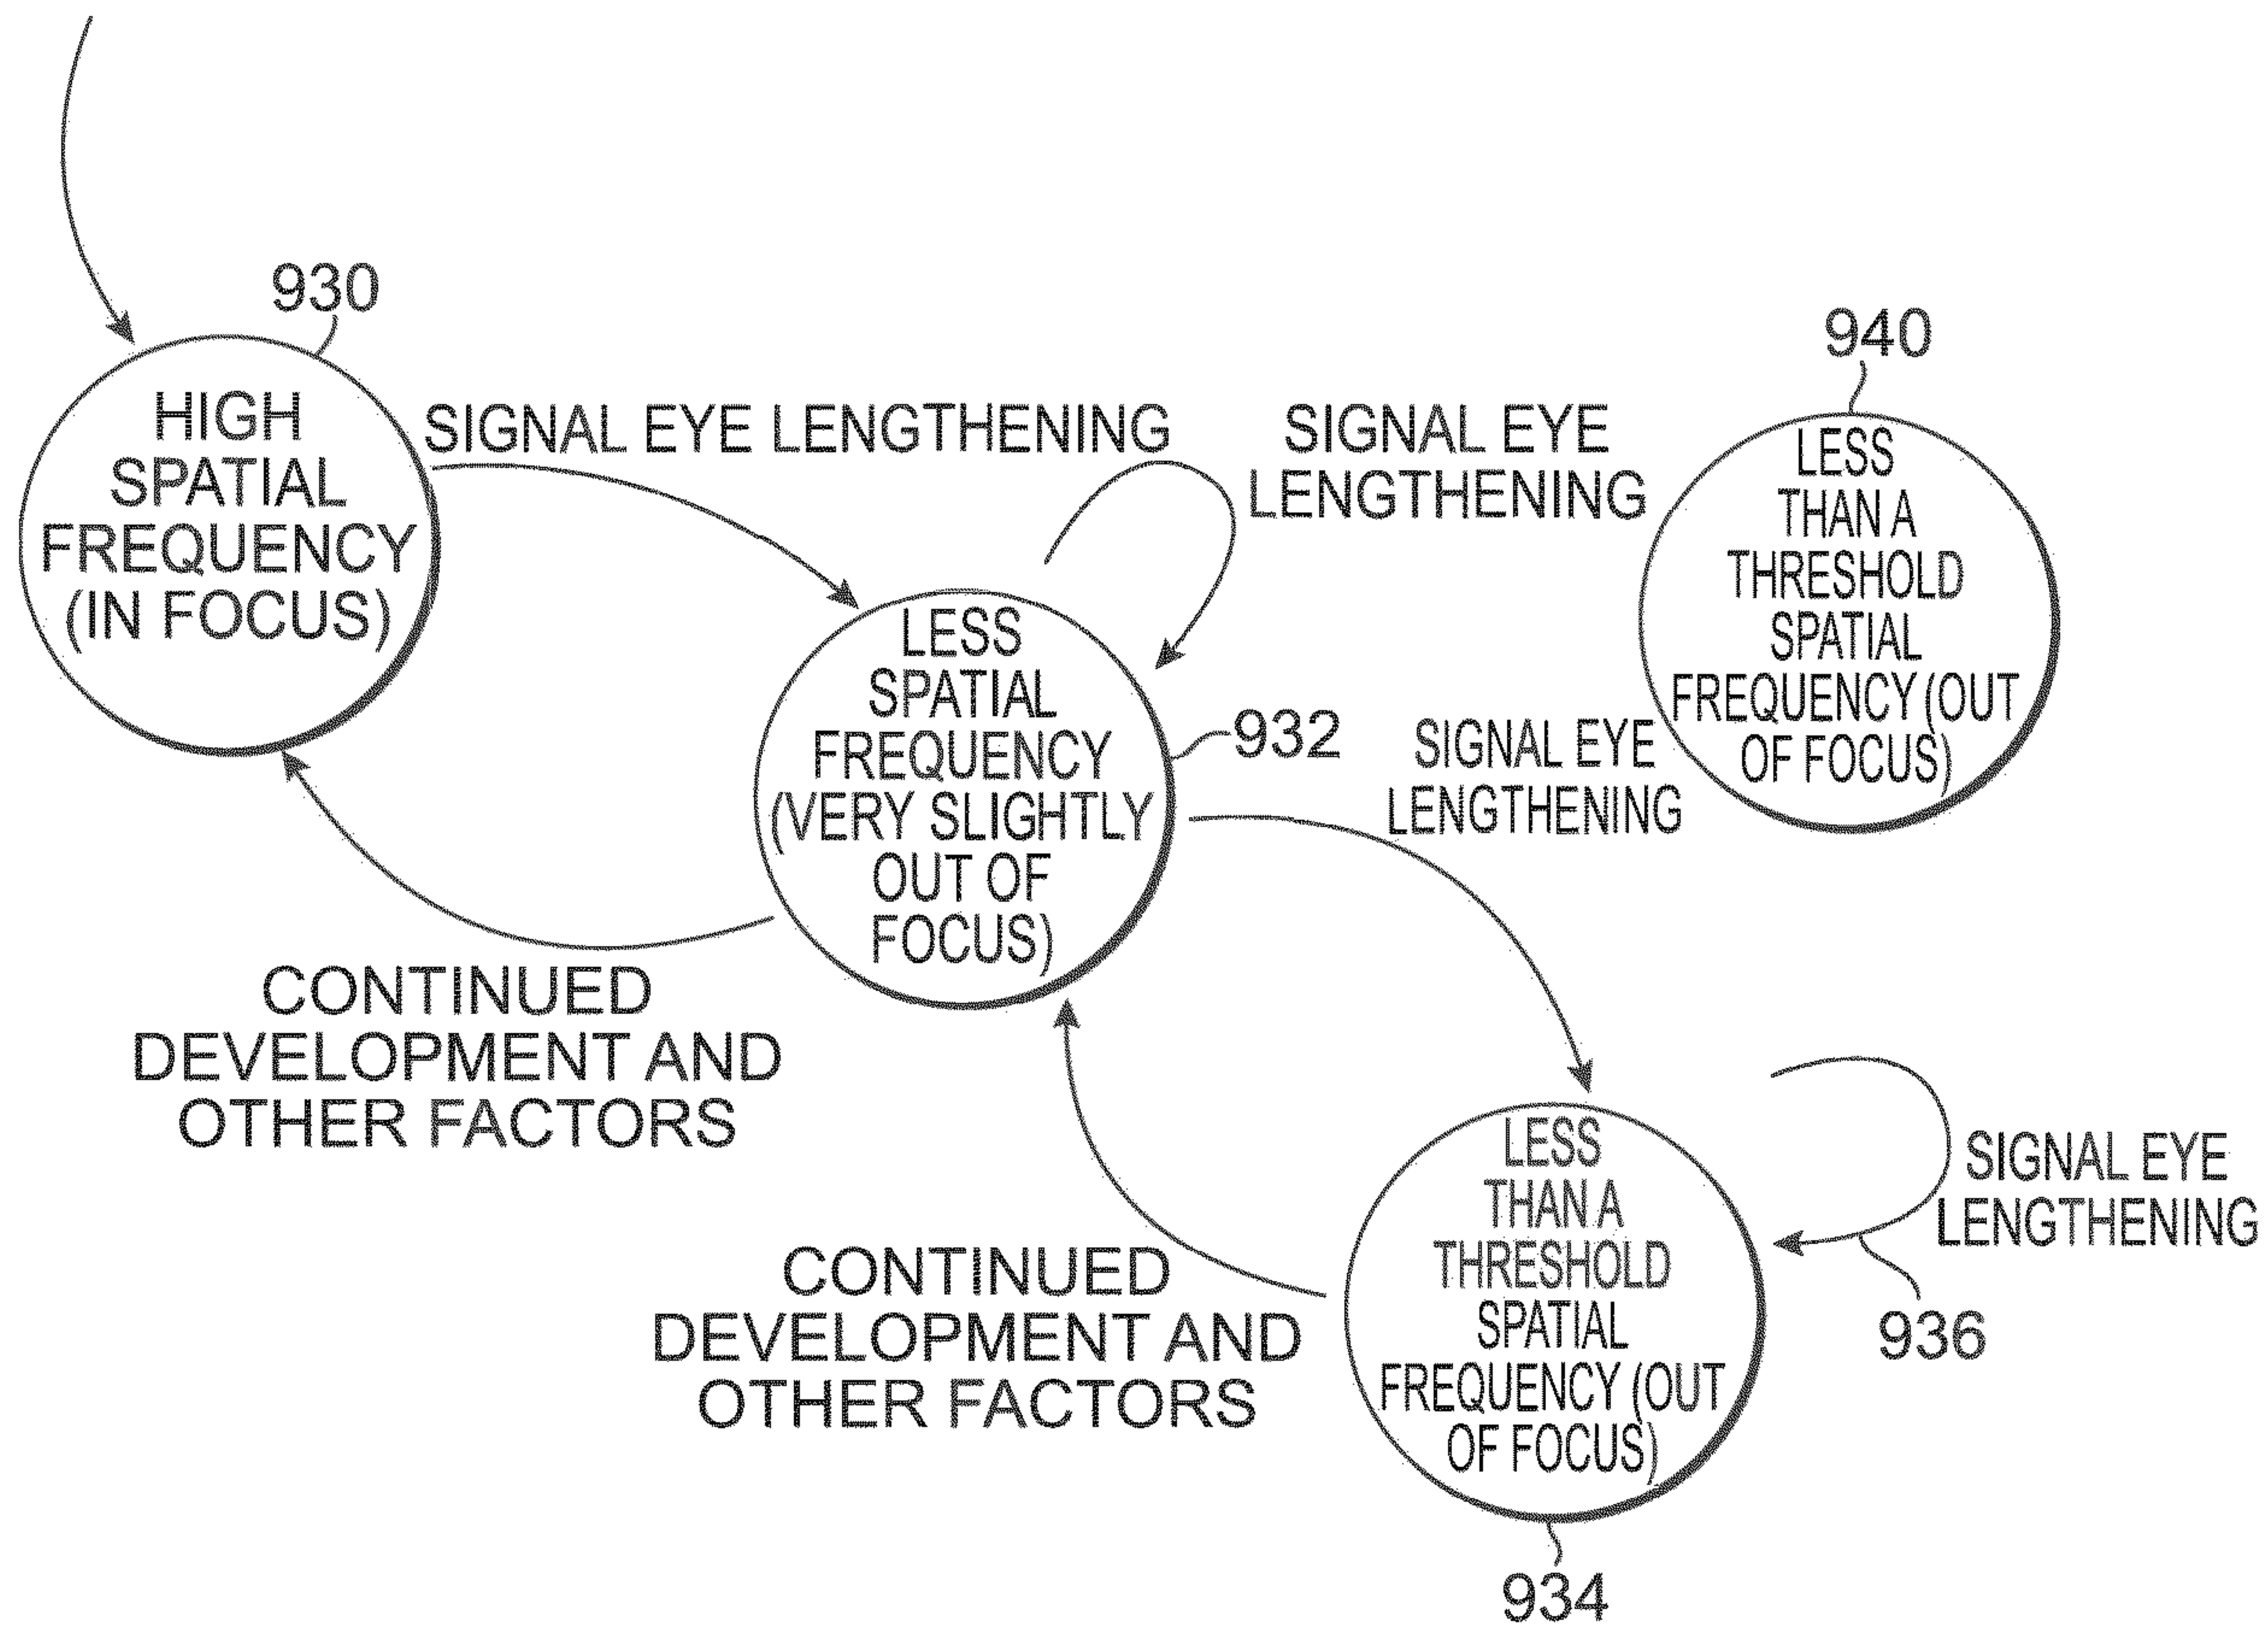 930
HIGH
SPATIAL
FREQUENCY
(IN FOCUS)
SIGNAL EYE LENGTHENING
SIGNAL EYE
LENGTHENING
940
LESS
THAN A
THRESHOLD
SPATIAL
FREQUENCY (OUT
OF FOCUS)
LESS
SPATIAL
FREQUENCY
(VERY SLIGHTLY
OUT OF
FOCUS)
932
SIGNAL EYE
LENGTHENING
CONTINUED
DEVELOPMENT AND
OTHER FACTORS
CONTINUED
DEVELOPMENT AND
OTHER FACTORS
LESS
THAN A
THRESHOLD
SPATIAL
FREQUENCY (OUT
OF FOCUS)
SIGNAL EYE
LENGTHENING
936
934